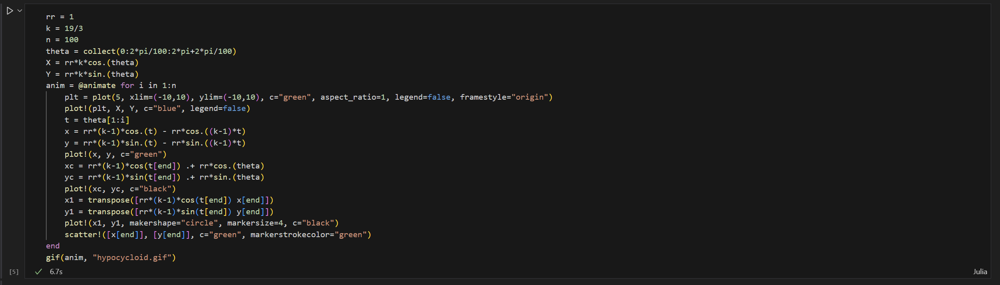 rr = 1
k = 19/3
n = 100
theta = collect(0:2*pi/100:2*pi+2*pi/100)
X = rr*k*cos.(theta)
Y = rr*k*sin.(theta)
anim = @animate for i in 1:n
    plt = plot(5, xlim=(-10,10), ylim=(-10,10), c="green", aspect_ratio=1, legend=false, framestyle="origin")
    plot!(plt, X, Y, c="blue", legend=false)
    t = theta[1:i]
    x = rr*(k-1)*cos.(t) - rr*cos.((k-1)*t)
    y = rr*(k-1)*sin.(t) - rr*sin.((k-1)*t)
    plot!(x, y, c="green")
    xc = rr*(k-1)*cos(t[end]) .+ rr*cos.(theta)
    yc = rr*(k-1)*sin(t[end]) .+ rr*sin.(theta)
    plot!(xc, yc, c="black")
    x1 = transpose([rr*(k-1)*cos(t[end]) x[end]])
    y1 = transpose([rr*(k-1)*sin(t[end]) y[end]])
    plot!(x1, y1, makershape="circle", markersize=4, c="black")
    scatter!([x[end]], [y[end]], c="green", markerstrokecolor="green")
end
gif(anim, "hypocycloid.gif")
[5] 6.7s Julia